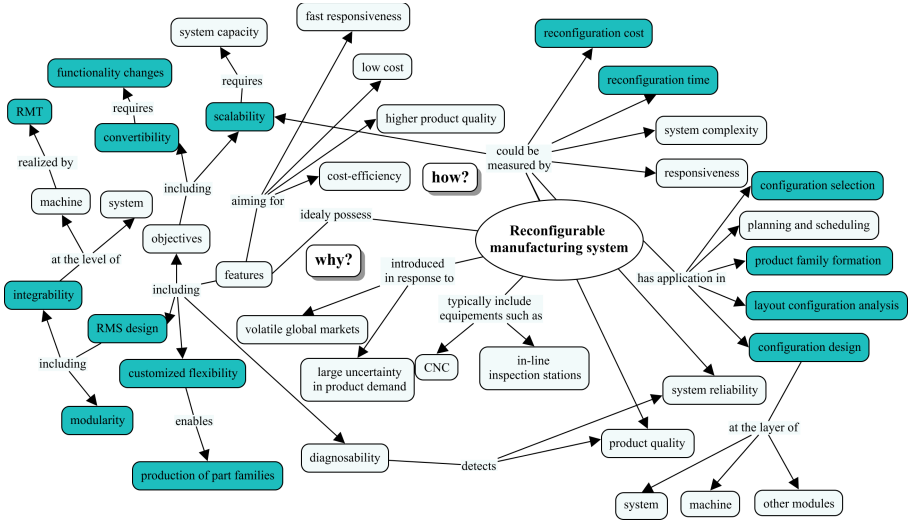 fast responsiveness
system capacity
reconfiguration cost
low cost
functionality changes
reconfiguration time
requires
RMT
requires
scalability
higher product quality
convertibility
system complexity
could be
measured by
realized by
responsiveness
cost-efficiency
how?
configuration selection
including
machine
system
aiming for
idealy possess
planning and scheduling
objectives
Reconfigurable
manufacturing system
at the level of
why?
introduced
in response to
product family formation
features
has application in
integrability
including
typically include
equipements such as
layout configuration analysis
RMS design
volatile global markets
configuration design
including
customized flexibility
large uncertainty
in product demand
CNC
in-line
inspection stations
system reliability
modularity
enables
at the layer of
product quality
diagnosability
detects
production of part families
system
machine
other modules